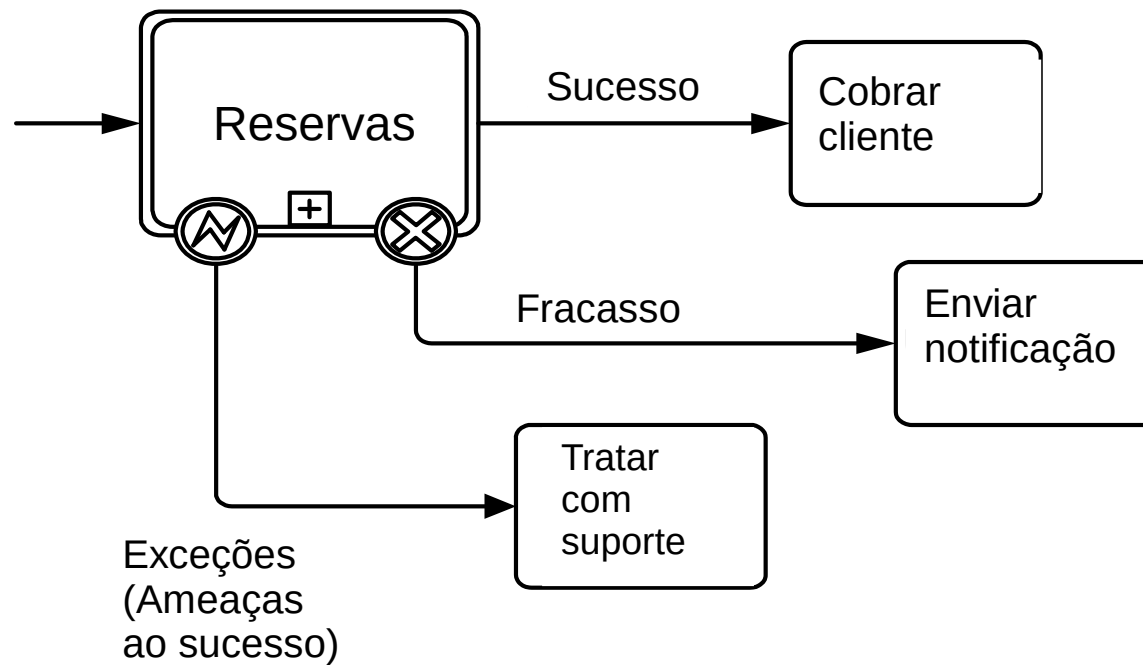 Reservas
Sucesso
Cobrar
cliente
Fracasso
Enviar
notificação
Tratar
com
suporte
Exceções
(Ameaças
ao sucesso)